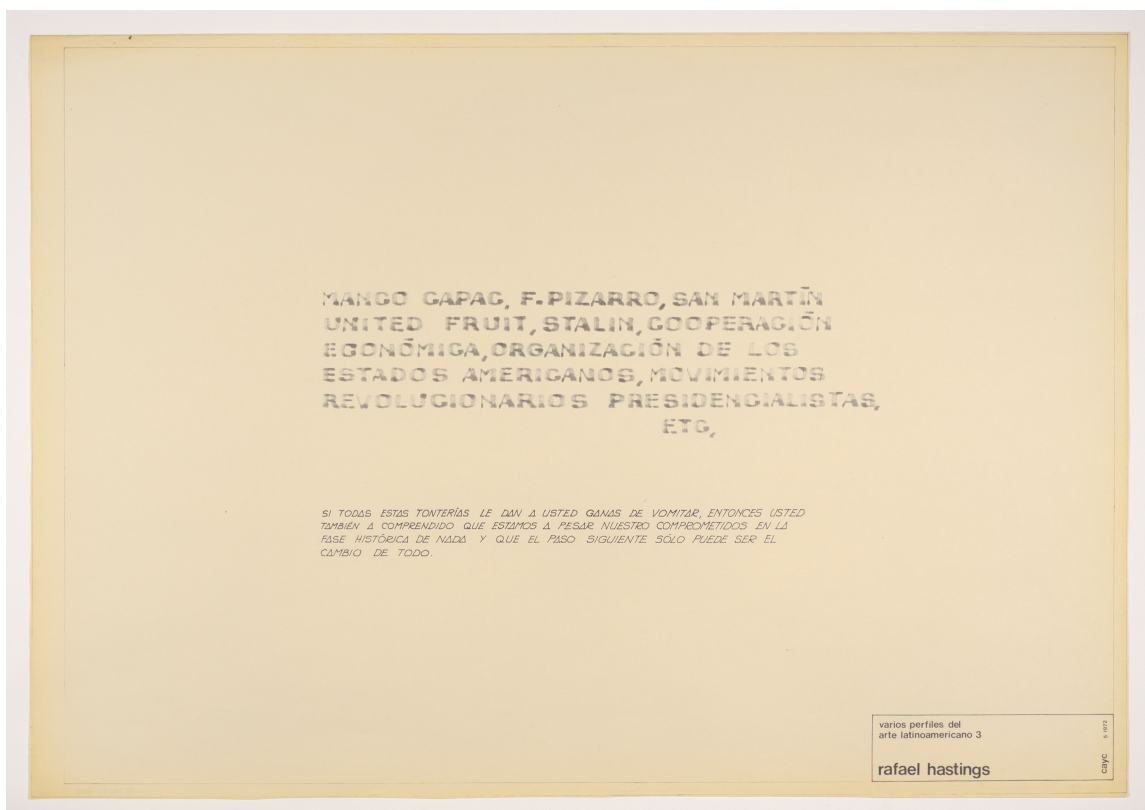 MANCO CAPAC, F. PIZARRO, SAN MARTÍN
UNITED FRUIT, STALIN, COOPERACIÓN
ECONÓMICA, ORGANIZACIÓN DE LOS
ESTADOS AMERICANOS, MOVIMIENTOS
REVOLUCIONARIOS PRESIDENCIALISTAS,
ETC,
SI TODAS ESTAS TONTERÍAS LE DAN A USTED GANAS DE VOMITAR, ENTONCES USTED
TAMBIÉN A COMPRENDIDO QUE ESTAMOS A PESAR NUESTRO COMPROMETIDOS EN LA
FASE HISTÓRICA DE NADA Y QUE EL PASO SIGUIENTE SÓLO PUEDE SER EL
CAMBIO DE TODO.
varios perfiles del
arte latinoamericano 3
rafael hastings
cayc 5 1972